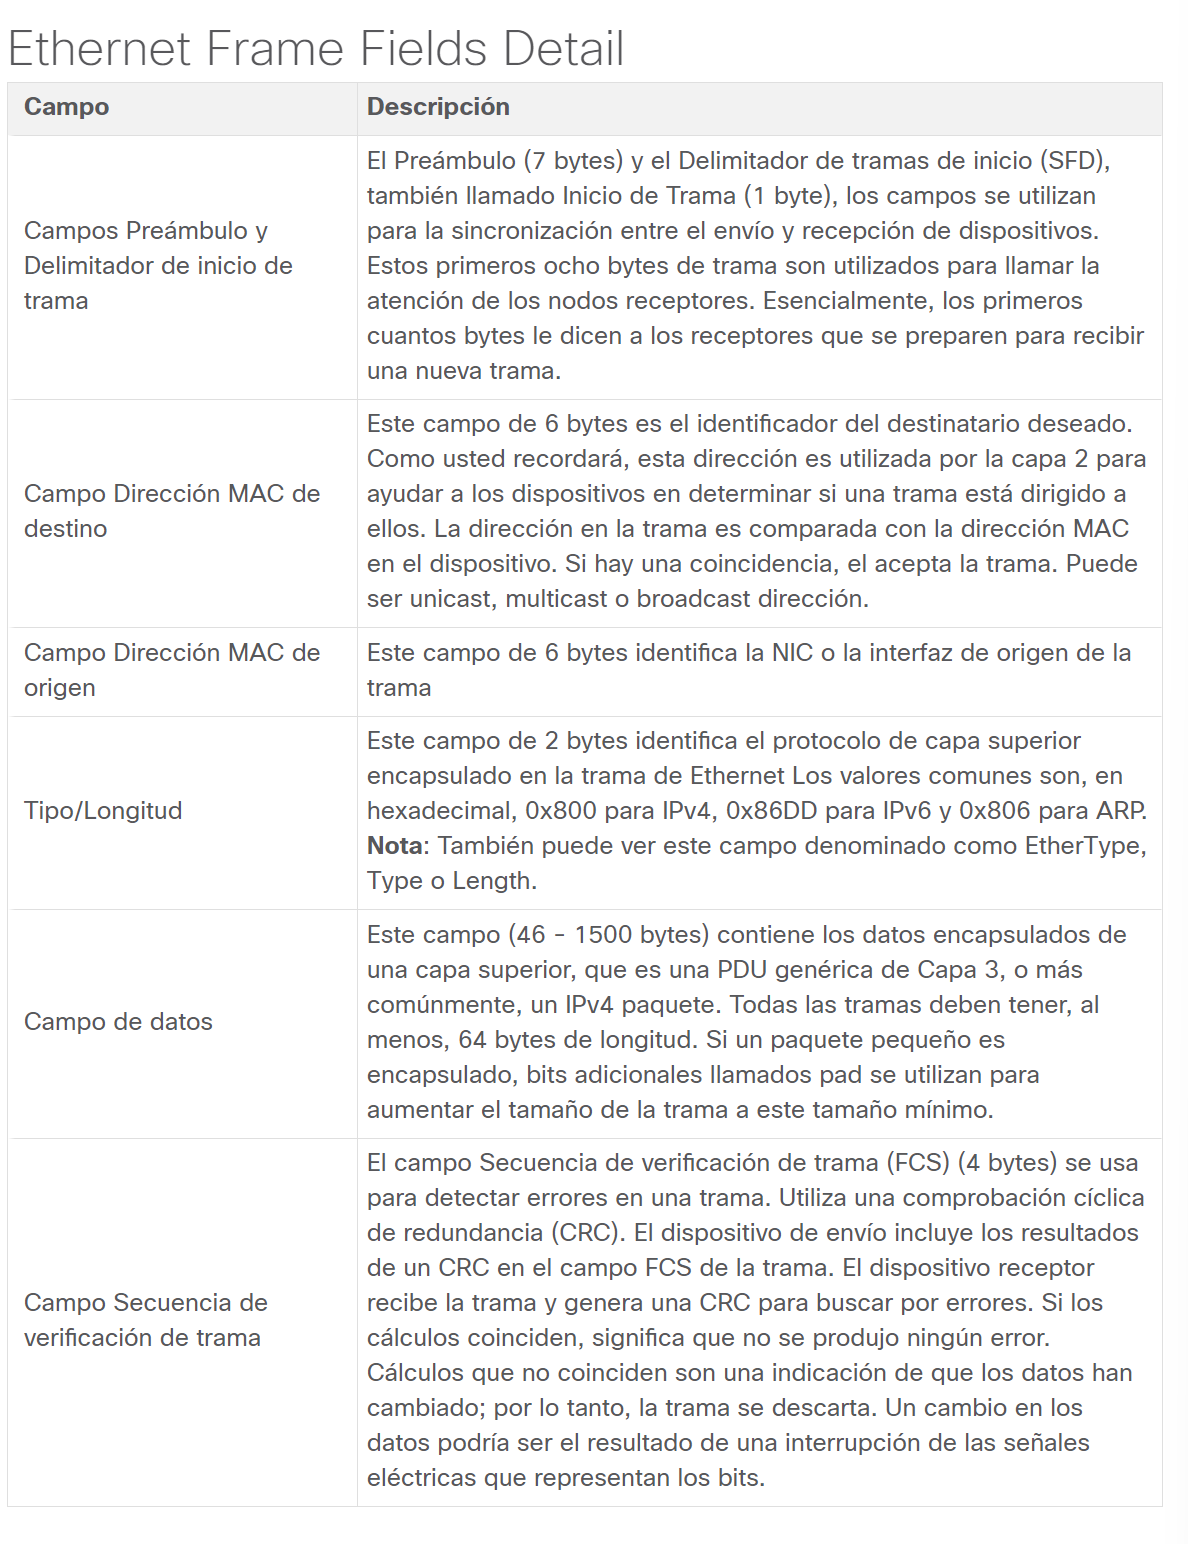 Ethernet Frame Fields Detail
Campo
Descripción
Campos Preámbulo y
Delimitador de inicio de
trama
El Preámbulo (7 bytes) y el Delimitador de tramas de inicio (SFD),
también llamado Inicio de Trama (1 byte), los campos se utilizan
para la sincronización entre el envío y recepción de dispositivos.
Estos primeros ocho bytes de trama son utilizados para llamar la
atención de los nodos receptores. Esencialmente, los primeros
cuantos bytes le dicen a los receptores que se preparen para recibir
una nueva trama.
Campo Dirección MAC de
destino
Este campo de 6 bytes es el identificador del destinatario deseado.
Como usted recordará, esta dirección es utilizada por la capa 2 para
ayudar a los dispositivos en determinar si una trama está dirigido a
ellos. La dirección en la trama es comparada con la dirección MAC
en el dispositivo. Si hay una coincidencia, el acepta la trama. Puede
ser unicast, multicast o broadcast dirección.
Campo Dirección MAC de
origen
Este campo de 6 bytes identifica la NIC o la interfaz de origen de la
trama
Tipo/Longitud
Este campo de 2 bytes identifica el protocolo de capa superior
encapsulado en la trama de Ethernet Los valores comunes son, en
hexadecimal, 0x800 para IPv4, 0x86DD para IPv6 y 0x806 para ARP.
Nota: También puede ver este campo denominado como EtherType,
Type o Length.
Campo de datos
Este campo (46 - 1500 bytes) contiene los datos encapsulados de
una capa superior, que es una PDU genérica de Capa 3, o más
comúnmente, un IPv4 paquete. Todas las tramas deben tener, al
menos, 64 bytes de longitud. Si un paquete pequeño es
encapsulado, bits adicionales llamados pad se utilizan para
aumentar el tamaño de la trama a este tamaño mínimo.
Campo Secuencia de
verificación de trama
El campo Secuencia de verificación de trama (FCS) (4 bytes) se usa
para detectar errores en una trama. Utiliza una comprobación cíclica
de redundancia (CRC). El dispositivo de envío incluye los resultados
de un CRC en el campo FCS de la trama. El dispositivo receptor
recibe la trama y genera una CRC para buscar por errores. Si los
cálculos coinciden, significa que no se produjo ningún error.
Cálculos que no coinciden son una indicación de que los datos han
cambiado; por lo tanto, la trama se descarta. Un cambio en los
datos podría ser el resultado de una interrupción de las señales
eléctricas que representan los bits.